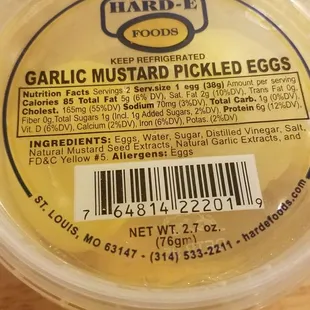 HARD-E
FOODS
KEEP REFRIGERATED
GARLIC MUSTARD PICKLED EGGS
Nutrition Facts Servings 2 Serv.size 1 egg (38g) Amount per serving
Calories 85 Total Fat 5g (6% DV), Sat. Fat 2g (10%DV), Trans Fat 0g,
Cholest. 165mg (55%DV) Sodium 70mg (3%DV), Total Carb. 1g (0%DV),
Fiber 0g, Total Sugars 1g (Incl. 1g Added Sugars, 2%DV), Protein 6g (12%DV),
Vit. D (6%DV), Calcium (2%DV), Iron (6%DV), Potas. (2%DV)
INGREDIENTS: Eggs, Water, Sugar, Distilled Vinegar, Salt,
Natural Mustard Seed Extracts, Natural Garlic Extracts, and
FD&C Yellow #5. Allergens: Eggs
7 64814 22201 9
NET WT. 2.7 oz.
(76gm)
ST. LOUIS, MO 63147 - (314) 533-2211 - hardefoods.com